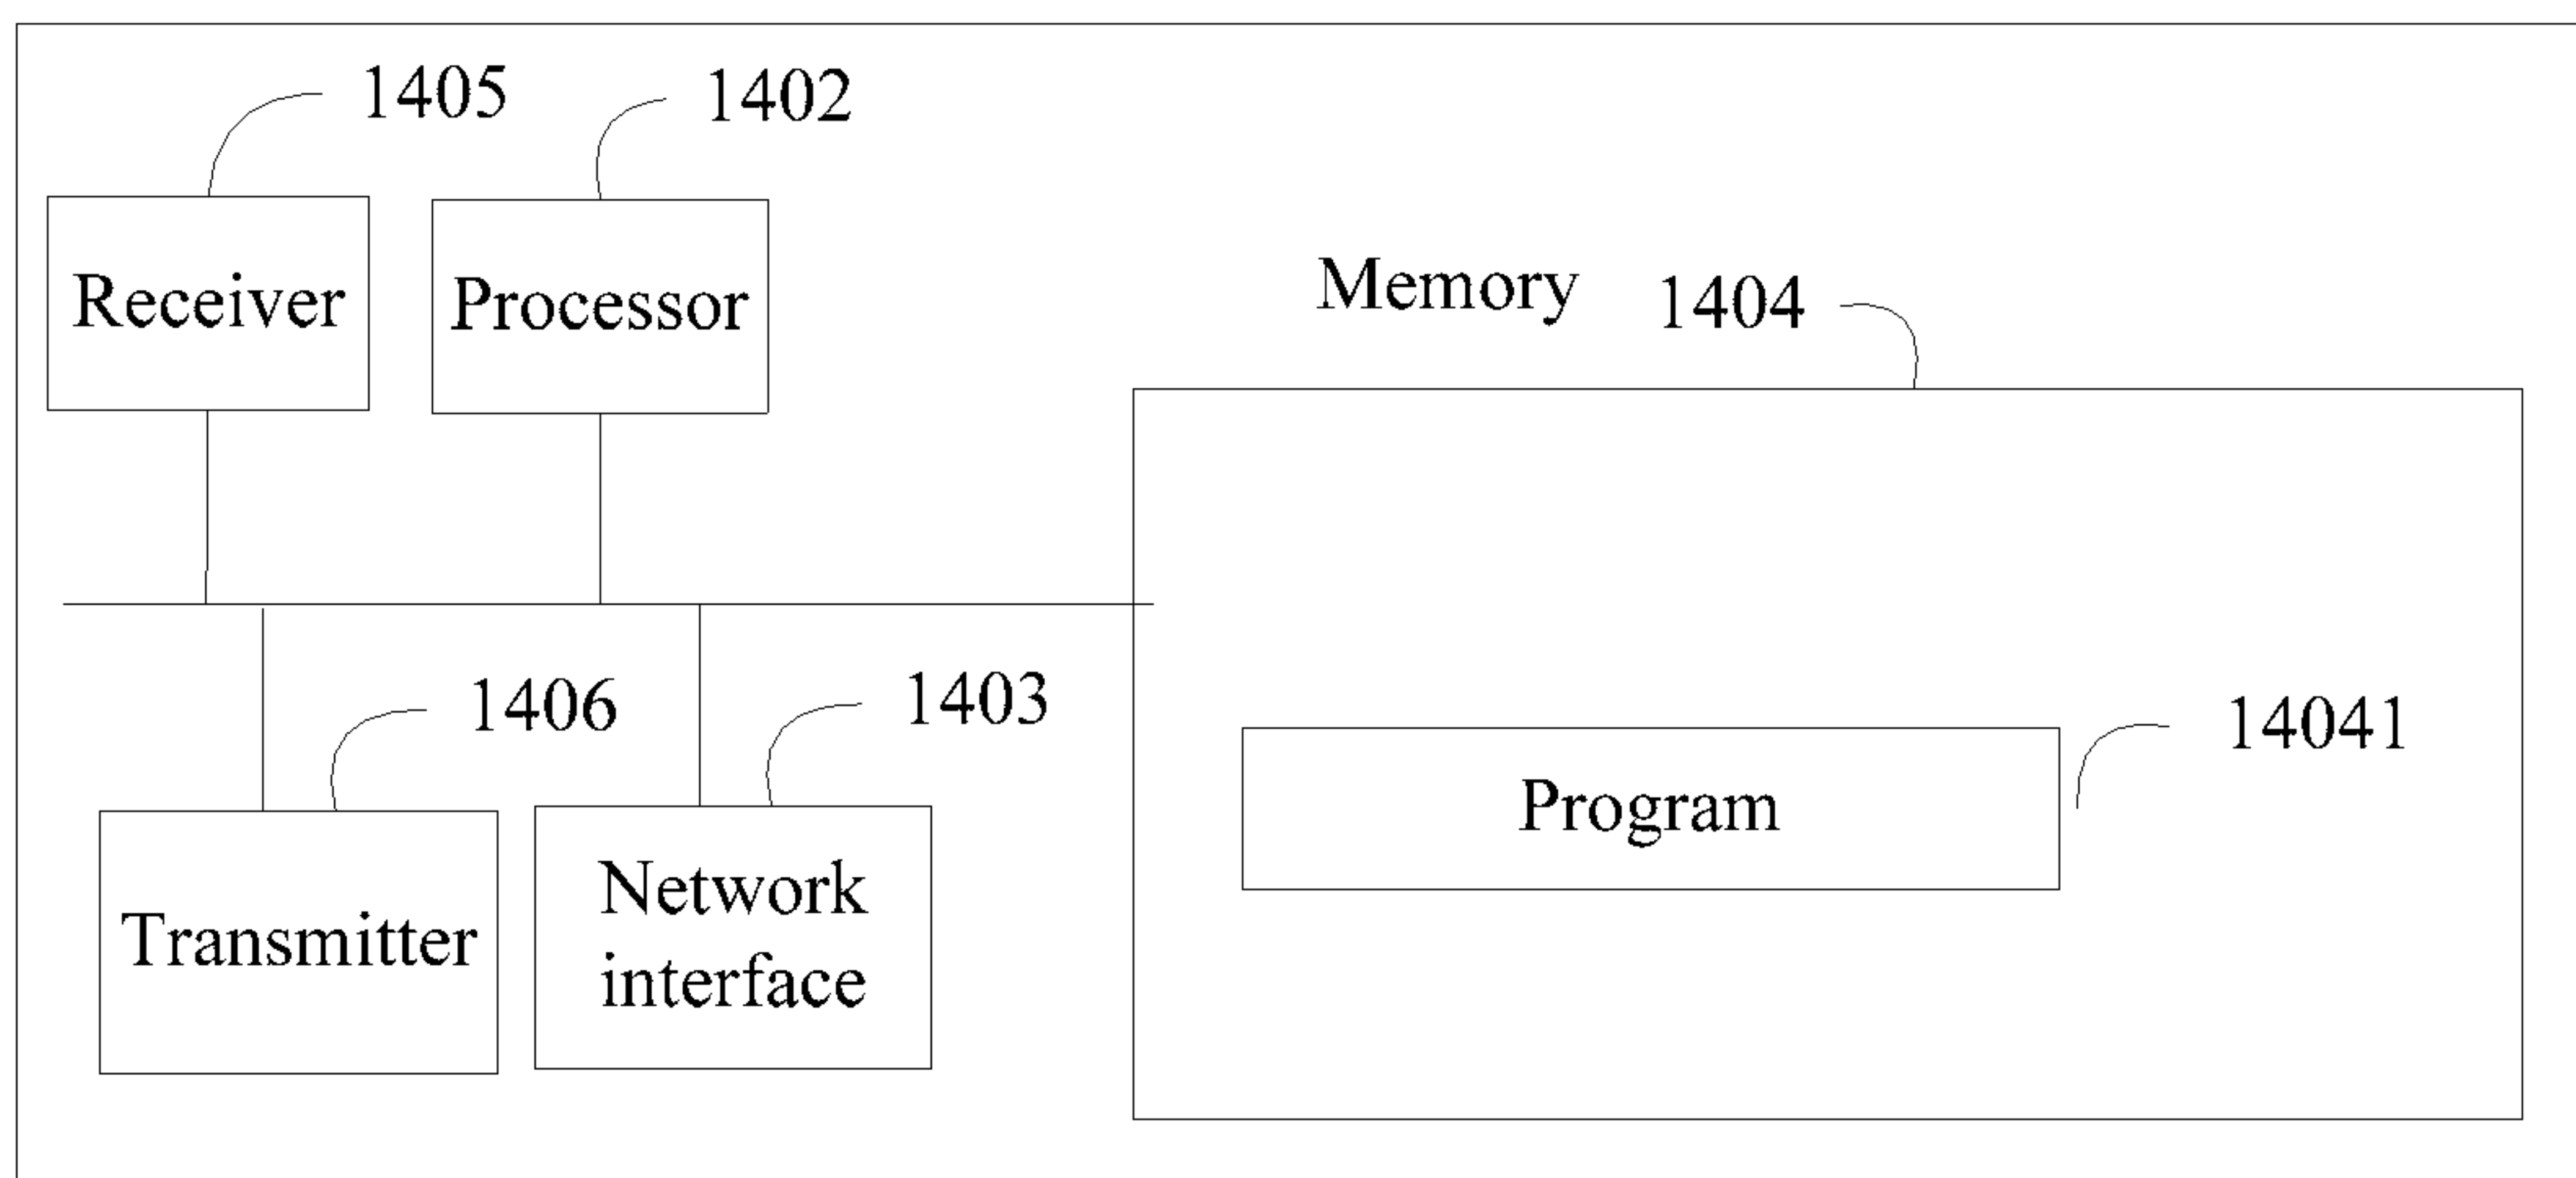 1405
1402
Receiver
Processor
Memory
1404
1406
1403
14041
Program
Transmitter
Network
interface